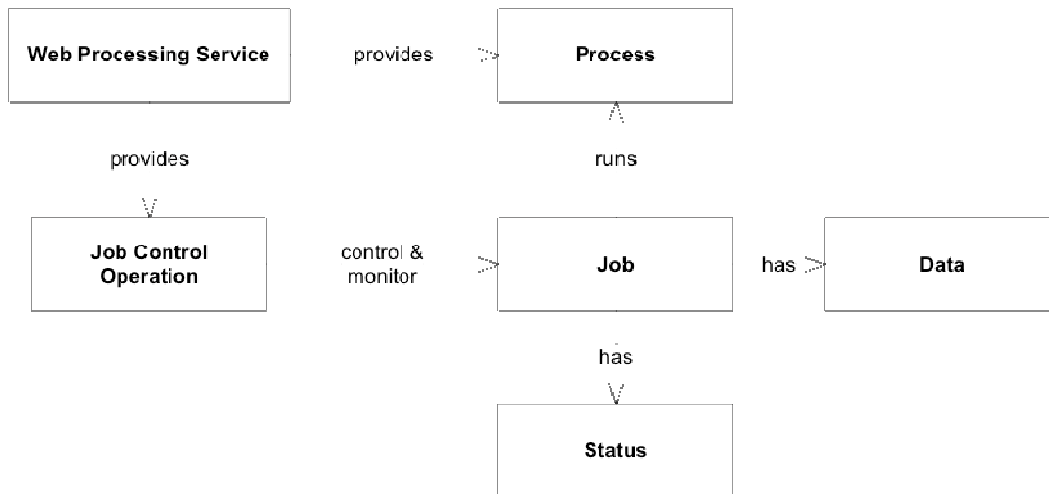 Web Processing Service
provides
Process
provides
runs
Job Control
Operation
control &
monitor
Job
has
Data
has
Status